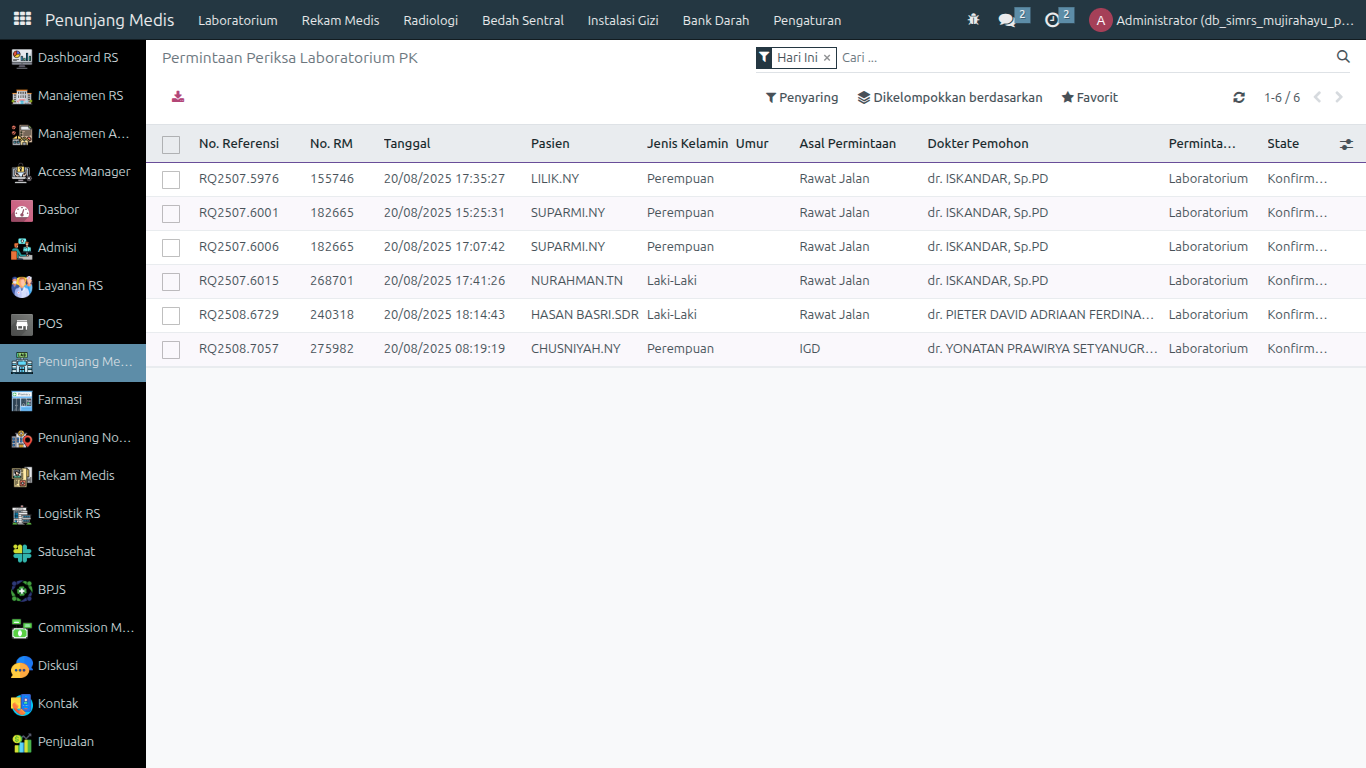 Penunjang Medis Laboratorium Rekam Medis Radiologi Bedah Sentral Instalasi Gizi Bank Darah Pengaturan 2 2 A Administrator (db_simrs_mujirahayu_p...
Dashboard RS
Manajemen RS
Manajemen A...
Access Manager
Dasbor
Admisi
Layanan RS
POS
Penunjang Me...
Farmasi
Penunjang No...
Rekam Medis
Logistik RS
Satusehat
BPJS
Commission M...
Diskusi
Kontak
Penjualan
Permintaan Periksa Laboratorium PK
Hari Ini × Cari ...
Penyaring Dikelompokkan berdasarkan Favorit 1-6 / 6
No. Referensi No. RM Tanggal Pasien Jenis Kelamin Umur Asal Permintaan Dokter Pemohon Perminta... State
RQ2507.5976 155746 20/08/2025 17:35:27 LILIK.NY Perempuan Rawat Jalan dr. ISKANDAR, Sp.PD Laboratorium Konfirm...
RQ2507.6001 182665 20/08/2025 15:25:31 SUPARMI.NY Perempuan Rawat Jalan dr. ISKANDAR, Sp.PD Laboratorium Konfirm...
RQ2507.6006 182665 20/08/2025 17:07:42 SUPARMI.NY Perempuan Rawat Jalan dr. ISKANDAR, Sp.PD Laboratorium Konfirm...
RQ2507.6015 268701 20/08/2025 17:41:26 NURAHMAN.TN Laki-Laki Rawat Jalan dr. ISKANDAR, Sp.PD Laboratorium Konfirm...
RQ2508.6729 240318 20/08/2025 18:14:43 HASAN BASRI.SDR Laki-Laki Rawat Jalan dr. PIETER DAVID ADRIAAN FERDINA... Laboratorium Konfirm...
RQ2508.7057 275982 20/08/2025 08:19:19 CHUSNIYAH.NY Perempuan IGD dr. YONATAN PRAWIRYA SETYANUGR... Laboratorium Konfirm...